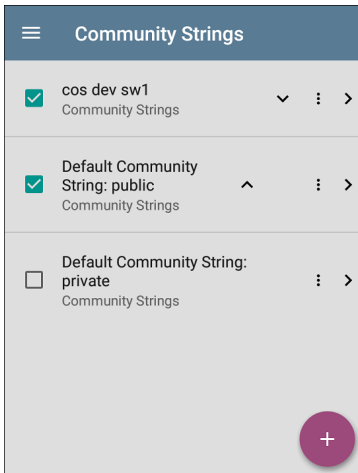 Community Strings
cos dev sw1
Community Strings
Default Community
String: public
Community Strings
Default Community String:
private
Community Strings